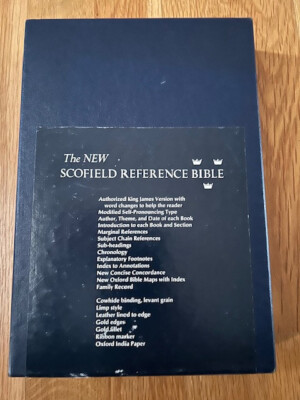 The NEW
SCOFIELD REFERENCE BIBLE
Authorized King James Version with
word changes to help the reader
Modified Self-Pronouncing Type
Author, Theme, and Date of each Book
Introduction to each Book and Section
Marginal References
Subject Chain References
Sub-headings
Chronology
Explanatory Footnotes
Index to Annotations
New Concise Concordance
New Oxford Bible Maps with Index
Family Record
Cowhide binding, levant grain
Limp style
Leather lined to edge
Gold edges
Gold fillet
Ribbon marker
Oxford India Paper